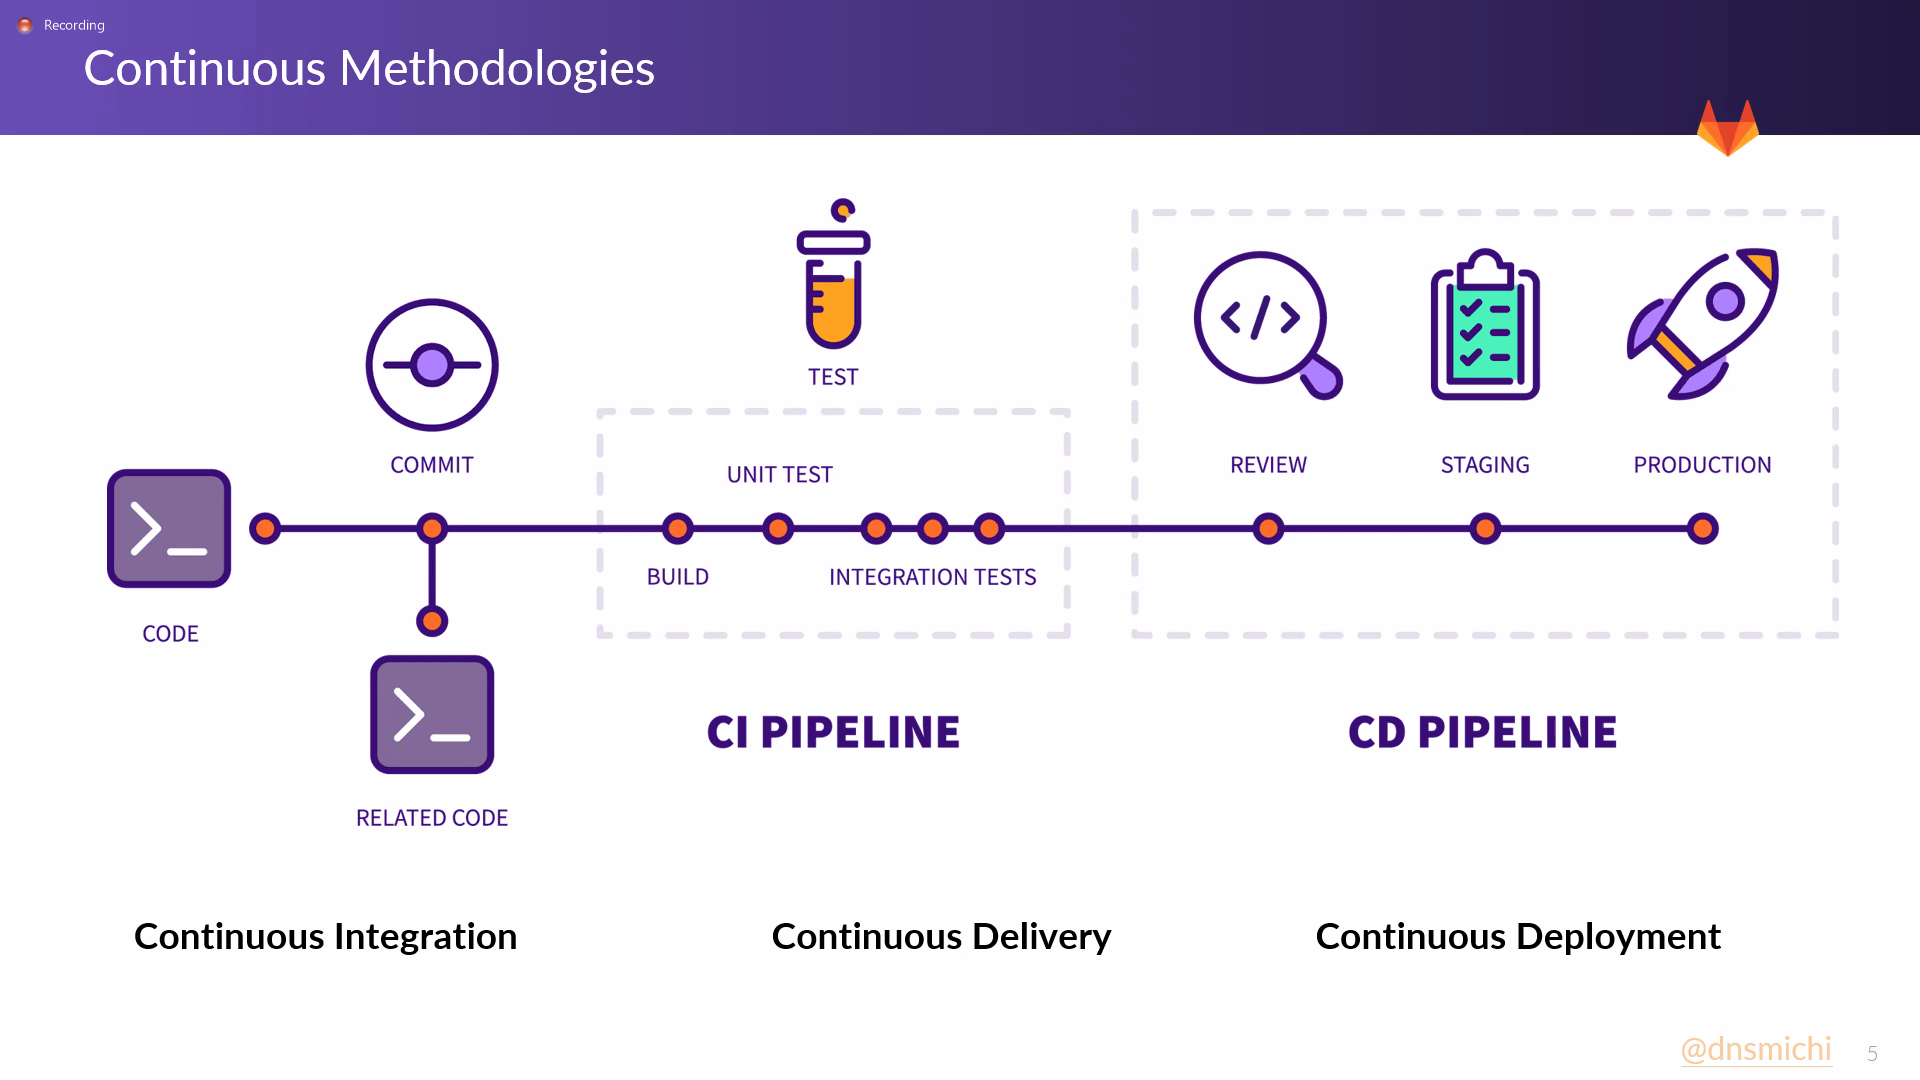 Recording
Continuous Methodologies
TEST
COMMIT
UNIT TEST
REVIEW
STAGING
PRODUCTION
BUILD
INTEGRATION TESTS
CODE
CI PIPELINE
CD PIPELINE
RELATED CODE
Continuous Integration
Continuous Delivery
Continuous Deployment
@dnsmichi
5